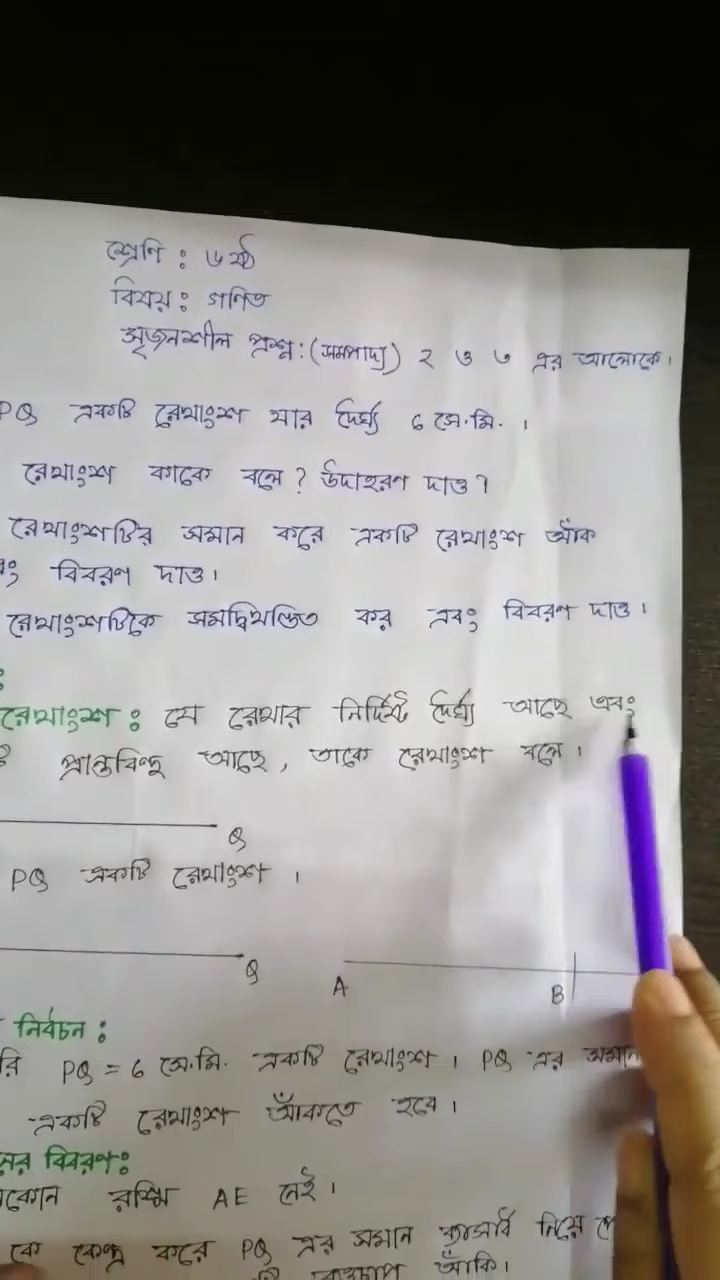 শ্রেণি : ৬ষ্ঠ
বিষয়: গণিত
সৃজনশীল প্রশ্ন: (সম্পাদ্য) ২ ও ৩ এর আলোকে।
PQ একটি রেখাংশ যার দৈর্ঘ্য 6 সে.মি. ।
রেখাংশ কাকে বলে? উদাহরণ দাও?
রেখাংশটির সমান করে একটি রেখাংশ আঁক
বিবরণ দাও।
রেখাংশটিকে সমদ্বিখন্ডিত কর এবং বিবরণ দাও।
রেখাংশ : যে রেখার নির্দিষ্ট দৈর্ঘ্য আছে এবং
প্রান্তবিন্দু আছে, তাকে রেখাংশ বলে।
Q
PQ একটি রেখাংশ ।
Q A B
নির্বচন :
PQ = 6 সে.মি. একটি রেখাংশ। PQ এর সমান
একটি রেখাংশ আঁকতে হবে।
বিবরণ:
রশ্মি AE নেই।
কে কেন্দ্র করে PQ এর সমান ব্যাসার্ধ নিয়ে
আঁকি।